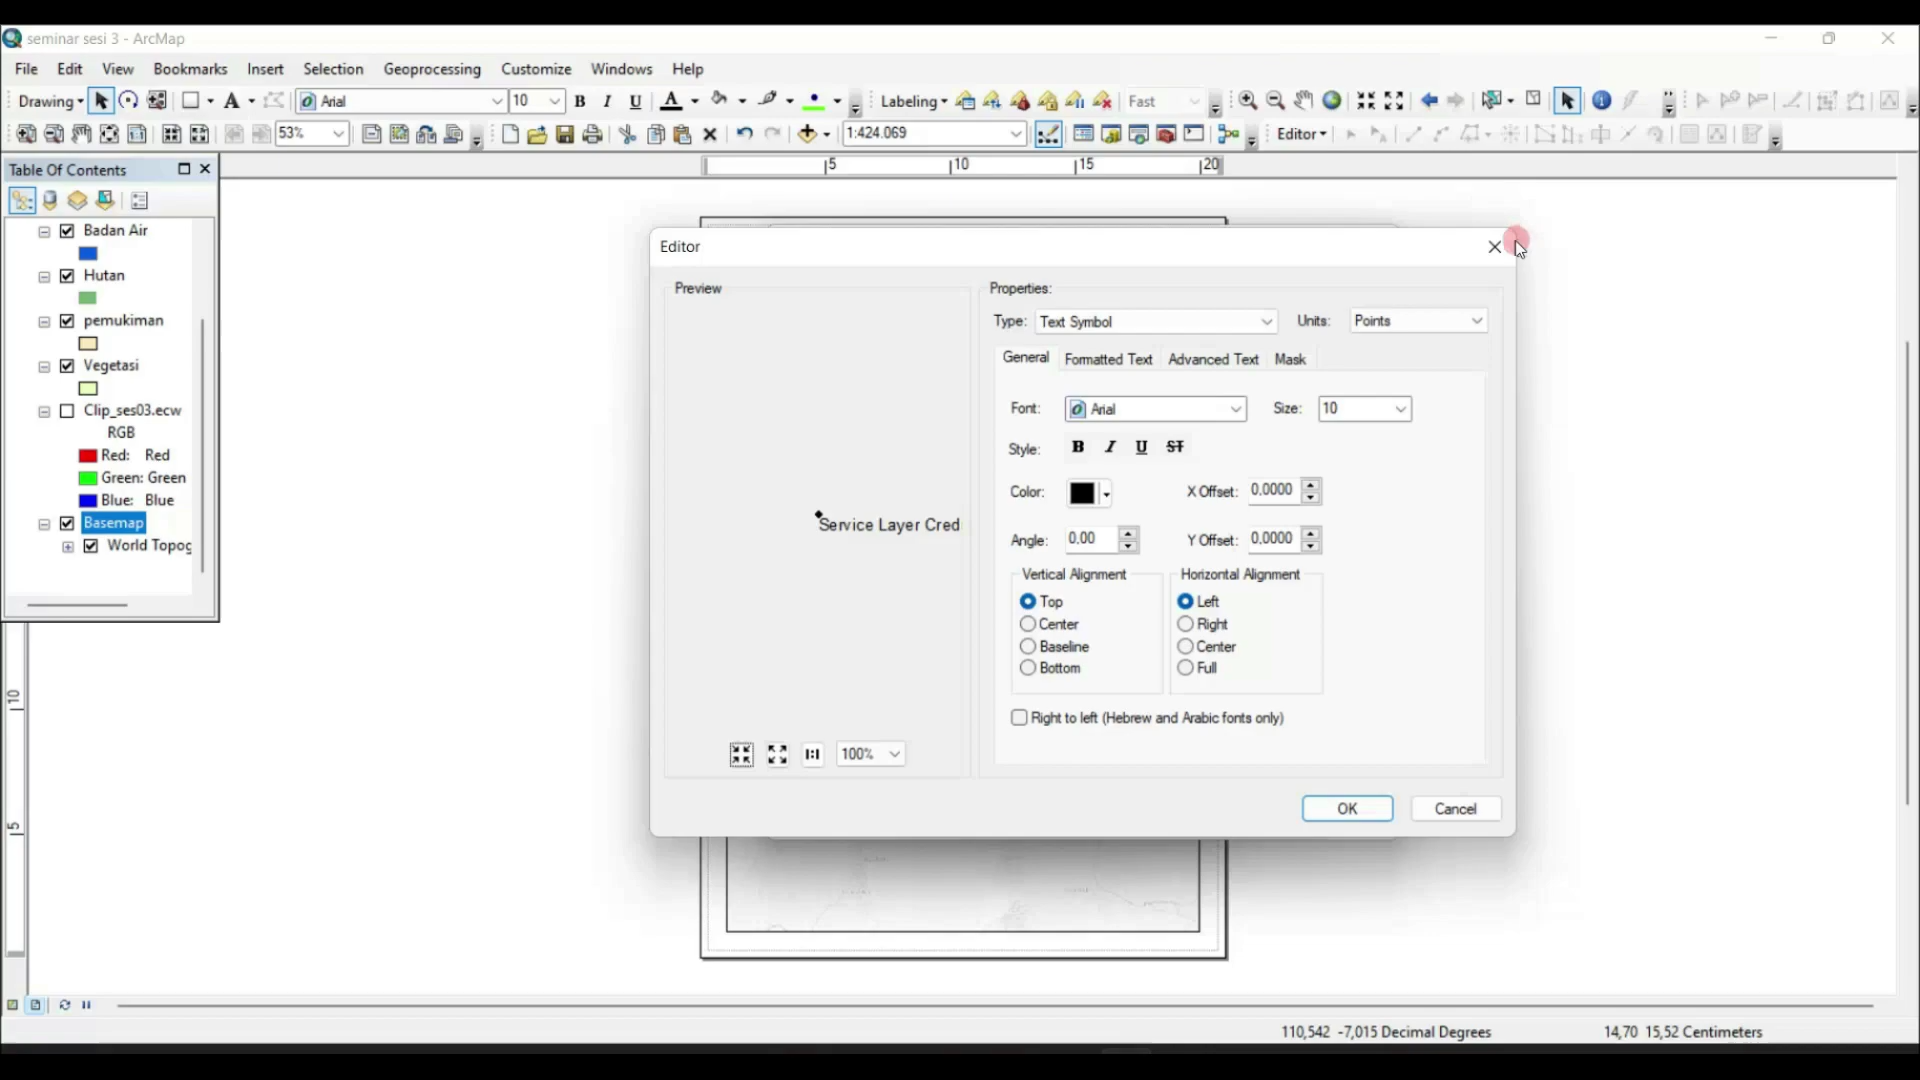 seminar sesi 3 - ArcMap
File Edit View Bookmarks Insert Selection Geoprocessing Customize Windows Help
Drawing A Arial 10 B I U A Labeling Fast
53% 1:424.069 Editor
Table Of Contents
5 10 15 20
Badan Air
Hutan
pemukiman
Vegetasi
Clip_ses03.ecw
RGB
Red: Red
Green: Green
Blue: Blue
Basemap
World Topog
10
5
Editor
Preview
Service Layer Cred
100%
Properties:
Type: Text Symbol Units: Points
General Formatted Text Advanced Text Mask
Font: Arial Size: 10
Style: B I U ST
Color: X Offset: 0,0000
Angle: 0,00 Y Offset: 0,0000
Vertical Alignment Horizontal Alignment
Top Left
Center Right
Baseline Center
Bottom Full
Right to left (Hebrew and Arabic fonts only)
OK Cancel
110,542 -7,015 Decimal Degrees 14,70 15,52 Centimeters